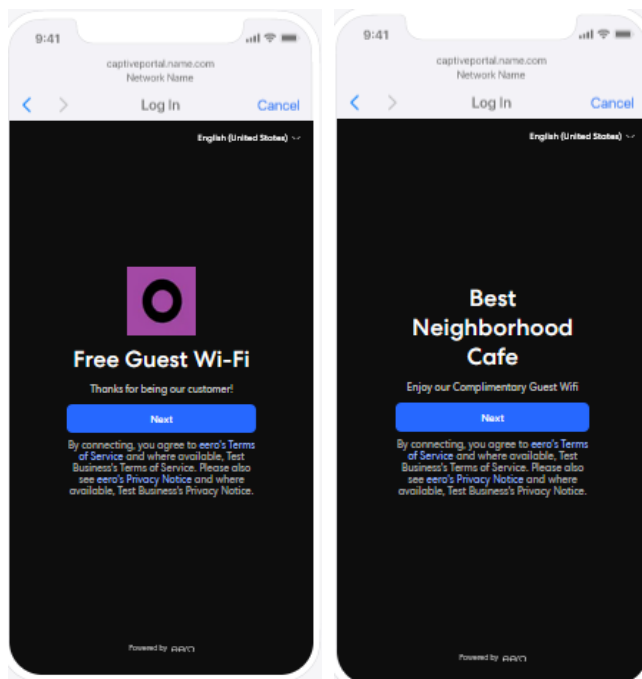 9:41
captiveportal.name.com
Network Name
Log In
Cancel
English (United States)
Free Guest Wi-Fi
Thanks for being our customer!
Next
By connecting, you agree to eero's Terms
of Service and where available, Test
Business's Terms of Service. Please also
see eero's Privacy Notice and where
available, Test Business's Privacy Notice.
Powered by eero
9:41
captiveportal.name.com
Network Name
Log In
Cancel
English (United States)
Best
Neighborhood
Cafe
Enjoy our Complimentary Guest Wifi
Next
By connecting, you agree to eero's Terms
of Service and where available, Test
Business's Terms of Service. Please also
see eero's Privacy Notice and where
available, Test Business's Privacy Notice.
Powered by eero